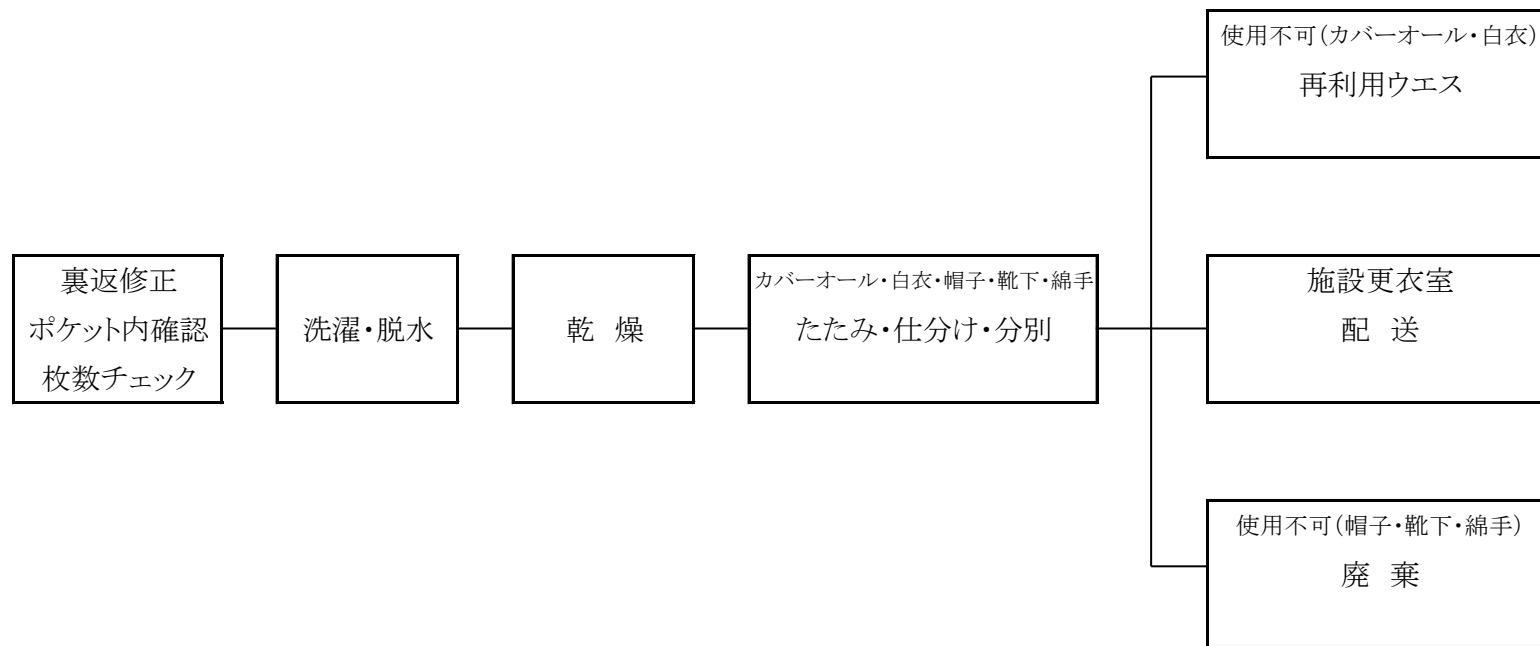 使用不可(カバーオール・白衣)
再利用ウエス
裏返修正
ポケット内確認
枚数チェック
洗濯・脱水
乾 燥
カバーオール・白衣・帽子・靴下・綿手
たたみ・仕分け・分別
施設更衣室
配 送
使用不可(帽子・靴下・綿手)
廃 棄